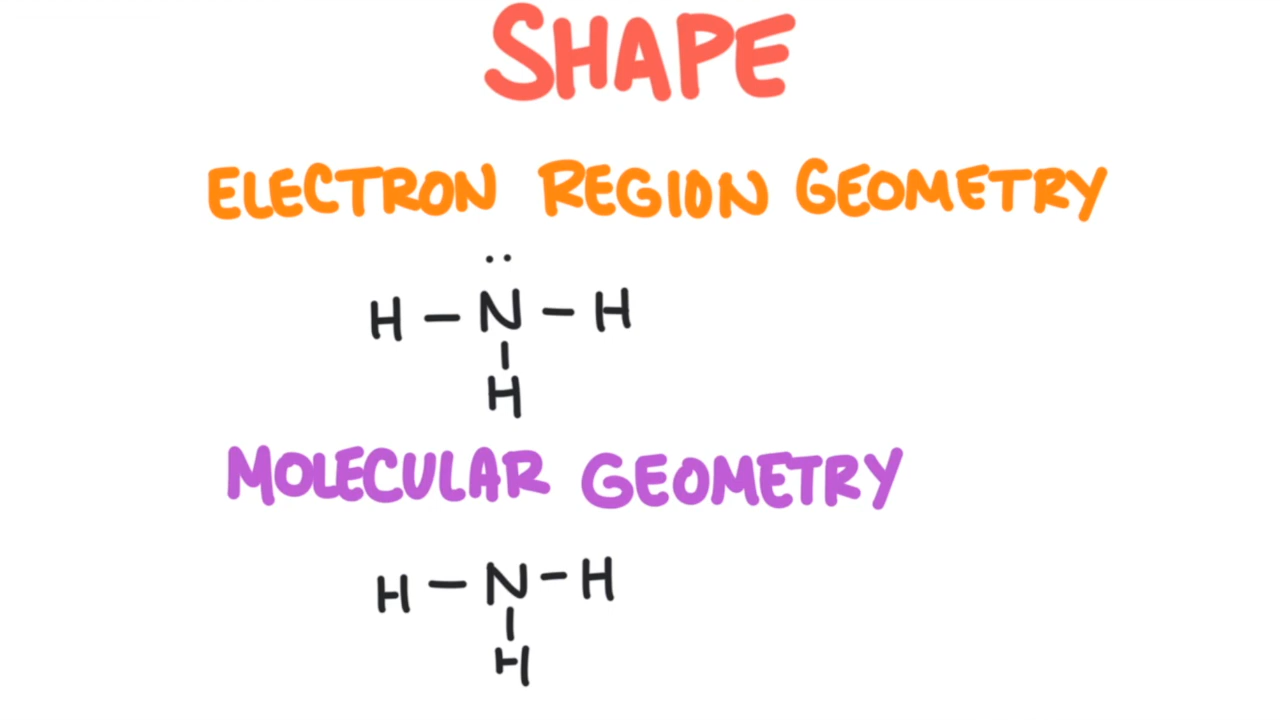 SHAPE
ELECTRON REGION GEOMETRY
H – N̈ – H
|
H
MOLECULAR GEOMETRY
H – N – H
|
H